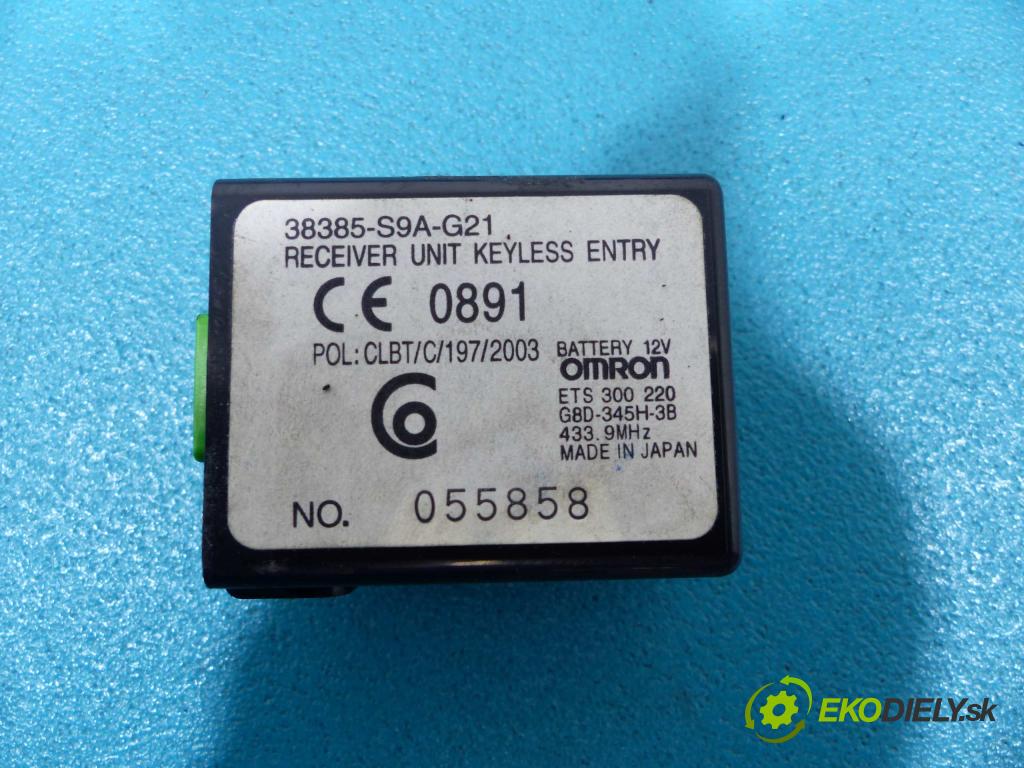 38385-S9A-G21
RECEIVER UNIT KEYLESS ENTRY
CE 0891
POL: CLBT/C/197/2003
BATTERY 12V
OMRON
ETS 300 220
G8D-345H-3B
433.9MHz
MADE IN JAPAN
NO. 055858
EKODIELY.sk